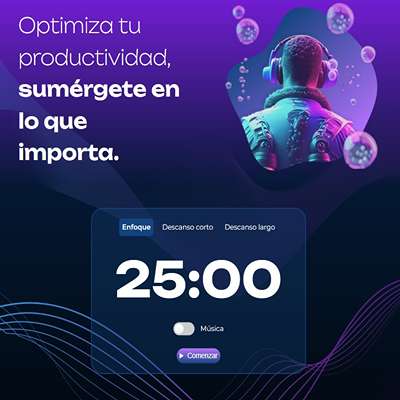 Optimiza tu
productividad,
sumérgete en
lo que
importa.
Enfoque Descanso corto Descanso largo
25:00
Música
Comenzar